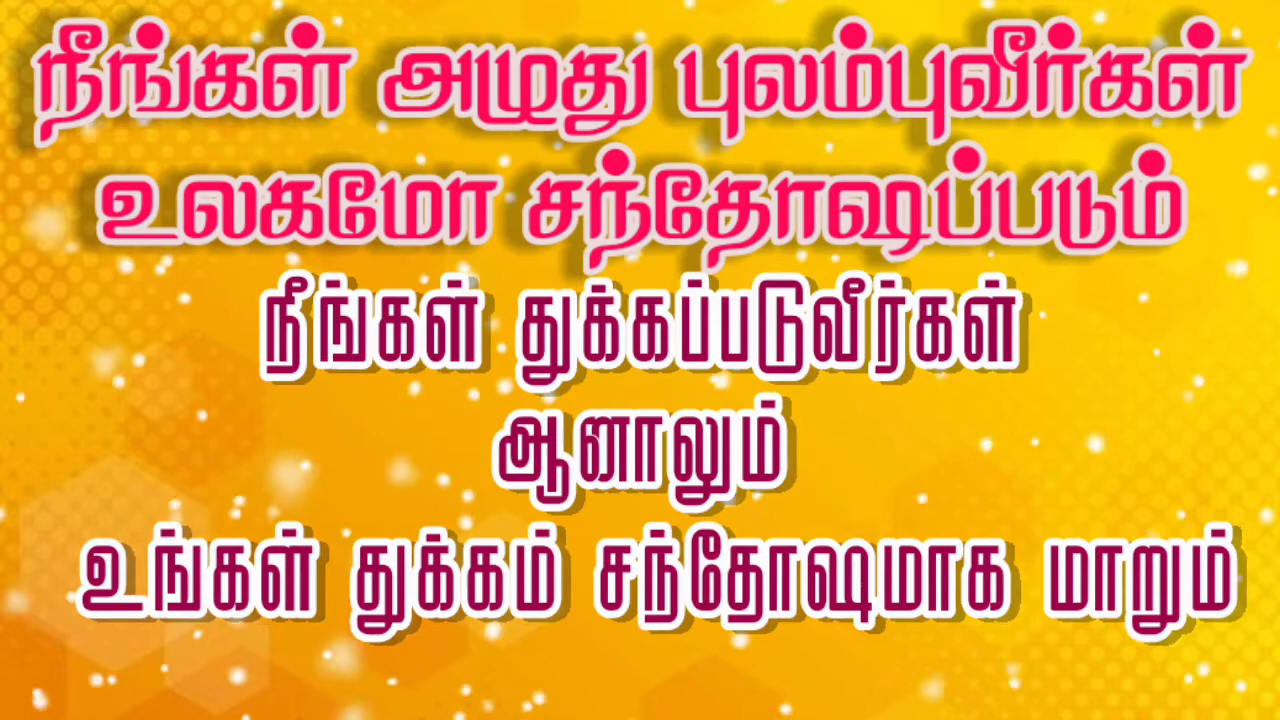 நீங்கள் அழுது புலம்புவீர்கள்
உலகமோ சந்தோஷப்படும்
நீங்கள் துக்கப்படுவீர்கள்
ஆனாலும்
உங்கள் துக்கம் சந்தோஷமாக மாறும்